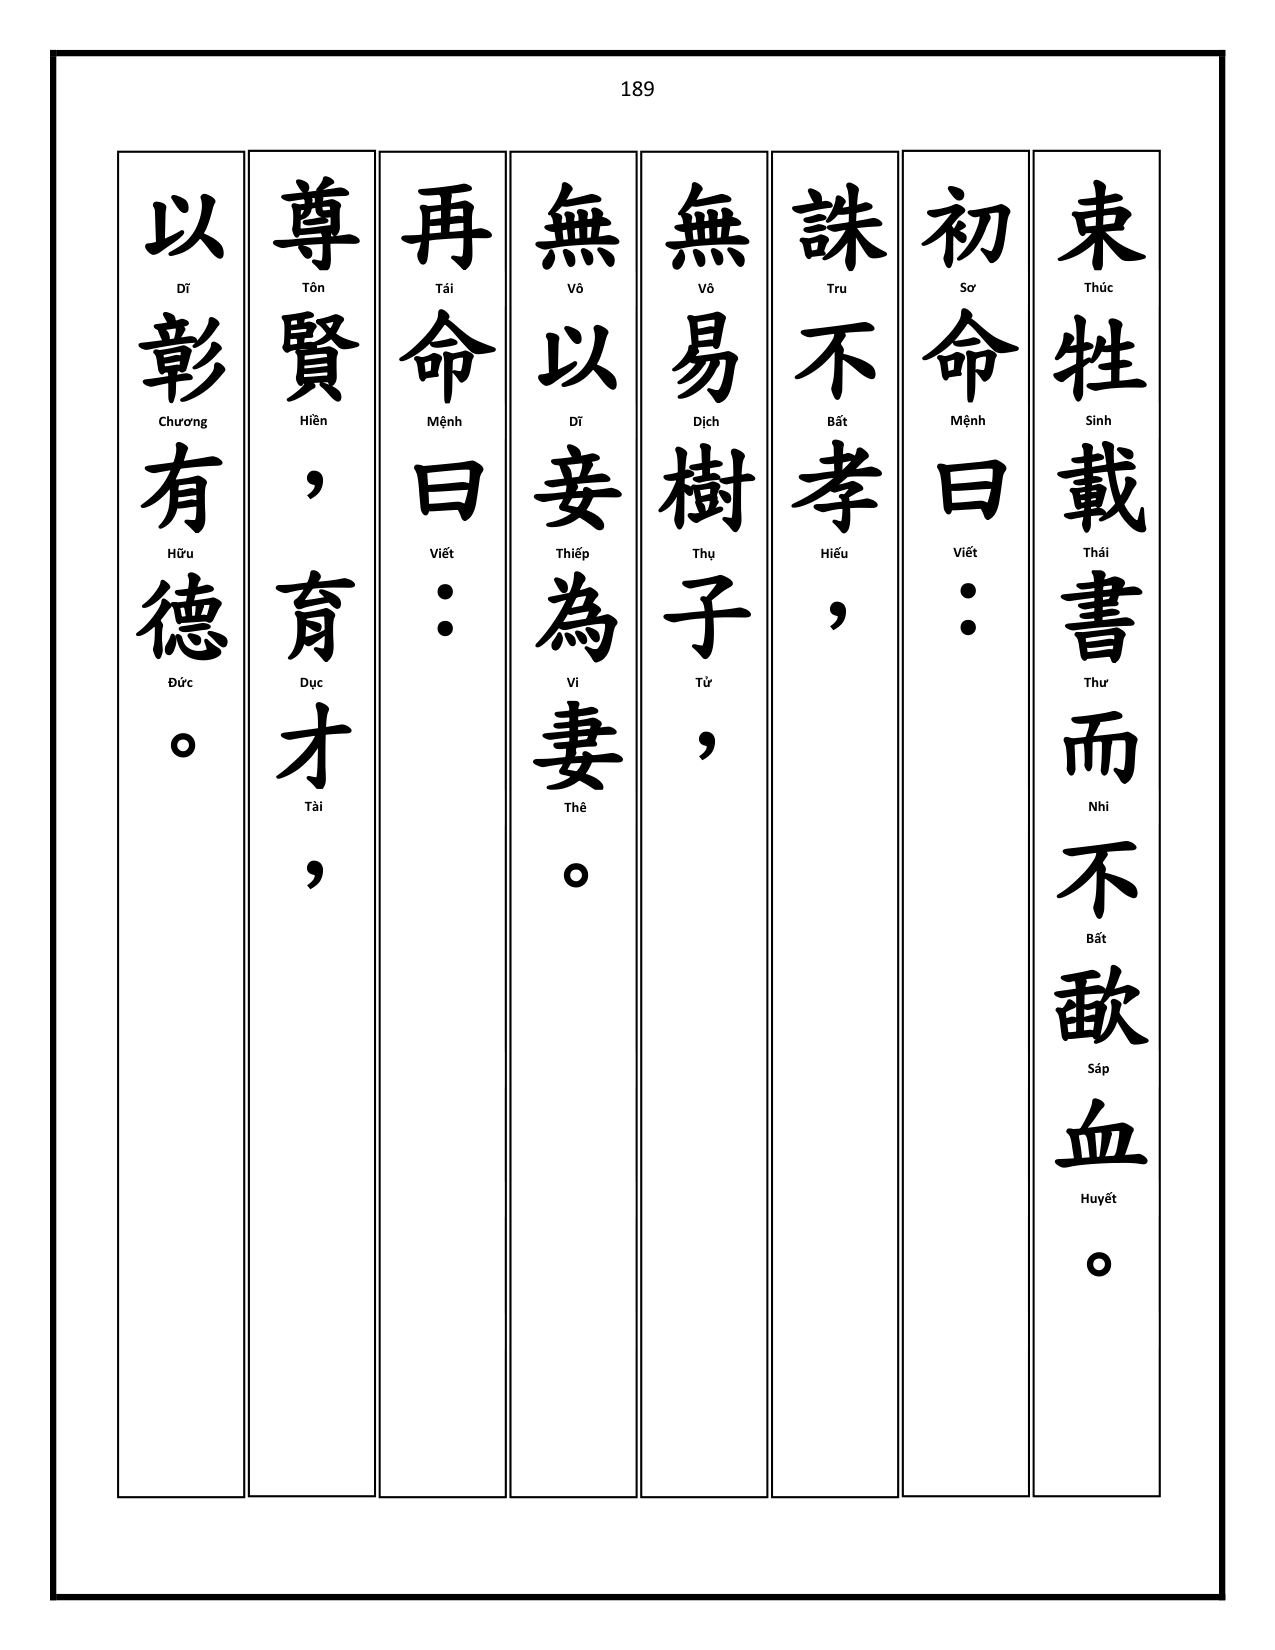 189
束牲載書而不歃血。
Thúc Sinh Thái Thư Nhi Bất Sáp Huyết
初命曰：
Sơ Mệnh Viết
誅不孝，
Tru Bất Hiếu
無易樹子，
Vô Dịch Thụ Tử
無以妾為妻。
Vô Dĩ Thiếp Vi Thê
再命曰：
Tái Mệnh Viết
尊賢，育才，
Tôn Hiền Dục Tài
以彰有德。
Dĩ Chương Hữu Đức